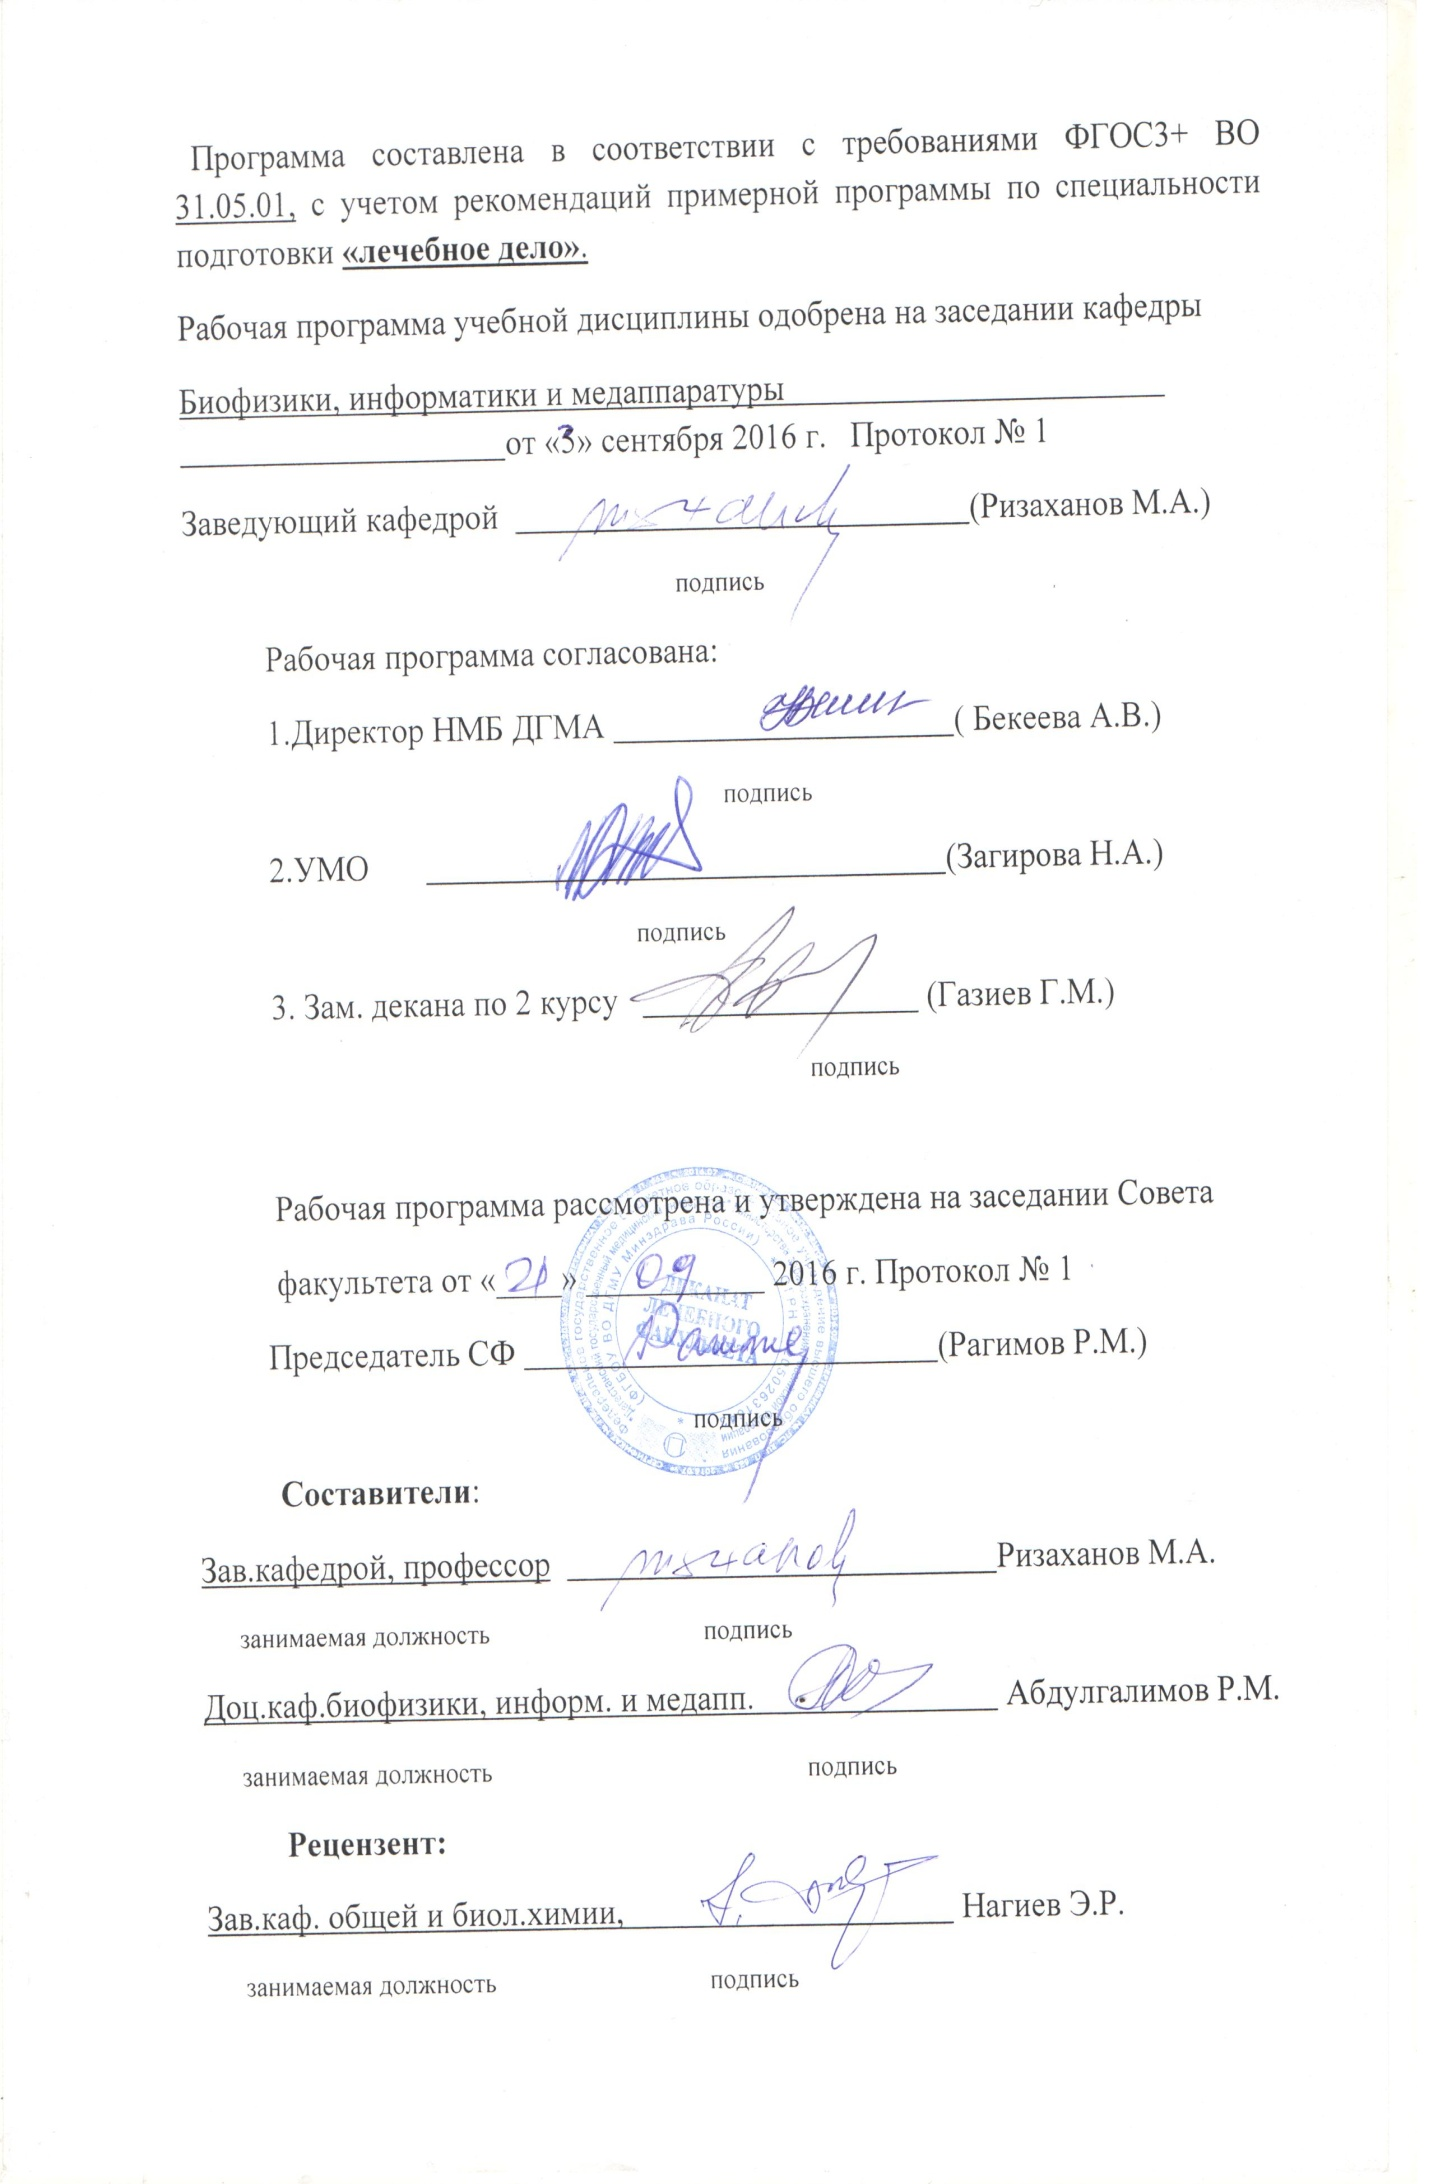 Программа составлена в соответствии с требованиями ФГОС3+ ВО
31.05.01, с учетом рекомендаций примерной программы по специальности
подготовки «лечебное дело».
Рабочая программа учебной дисциплины одобрена на заседании кафедры
Биофизики, информатики и медаппаратуры
от «3» сентября 2016 г. Протокол № 1
Заведующий кафедрой (Ризаханов М.А.)
подпись
Рабочая программа согласована:
1.Директор НМБ ДГМА ( Бекеева А.В.)
подпись
2.УМО (Загирова Н.А.)
подпись
3. Зам. декана по 2 курсу (Газиев Г.М.)
подпись
Рабочая программа рассмотрена и утверждена на заседании Совета
факультета от «21» 09 2016 г. Протокол № 1
ДЕКАНАТ
ЛЕЧЕБНОГО
ФАКУЛЬТЕТА
Председатель СФ (Рагимов Р.М.)
подпись
Составители:
Зав.кафедрой, профессор Ризаханов М.А.
занимаемая должность подпись
Доц.каф.биофизики, информ. и медапп. Абдулгалимов Р.М.
занимаемая должность подпись
Рецензент:
Зав.каф. общей и биол.химии, Нагиев Э.Р.
занимаемая должность подпись